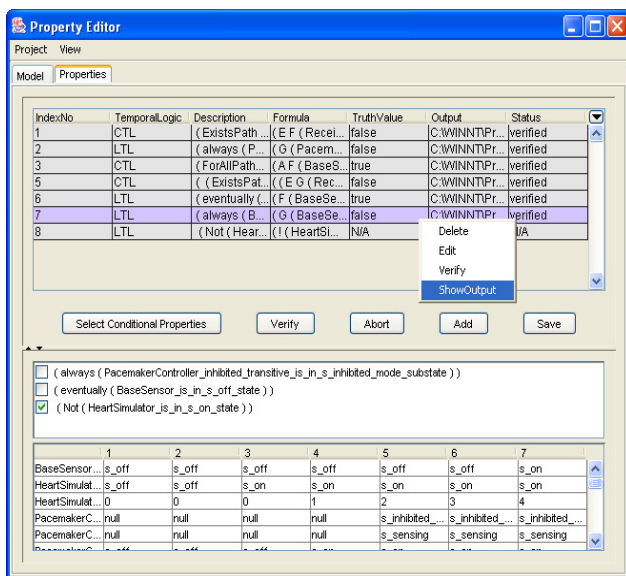 Property Editor
Project View
Model Properties
IndexNo TemporalLogic Description Formula TruthValue Output Status
1 CTL ( ExistsPath ... ( E F ( Recei... false C:\WINNT\Pr... verified
2 LTL ( always ( P... ( G ( Pacem... false C:\WINNT\Pr... verified
3 CTL ( ForAllPath... ( A F ( BaseS... true C:\WINNT\Pr... verified
5 CTL ( ( ExistsPat... ( ( E G ( Rec... false C:\WINNT\Pr... verified
6 LTL ( eventually (... ( F ( BaseSe... true C:\WINNT\Pr... verified
7 LTL ( always ( B... ( G ( BaseSe... false C:\WINNT\Pr... verified
8 LTL ( Not ( Hear... ( ! ( HeartSi... N/A
Delete
Edit
Verify
ShowOutput
Select Conditional Properties Verify Abort Add Save
( always ( PacemakerController_inhibited_transitive_is_in_s_inhibited_mode_substate ) )
( eventually ( BaseSensor_is_in_s_off_state ) )
( Not ( HeartSimulator_is_in_s_on_state ) )
1 2 3 4 5 6 7
BaseSensor... s_off s_off s_off s_off s_off s_off s_on
HeartSimulat... s_off s_off s_on s_on s_on s_on s_on
HeartSimulat... 0 0 0 1 2 3 4
PacemakerC... null null null null s_inhibited_... s_inhibited_... s_inhibited_...
PacemakerC... null null null null s_sensing s_sensing s_sensing